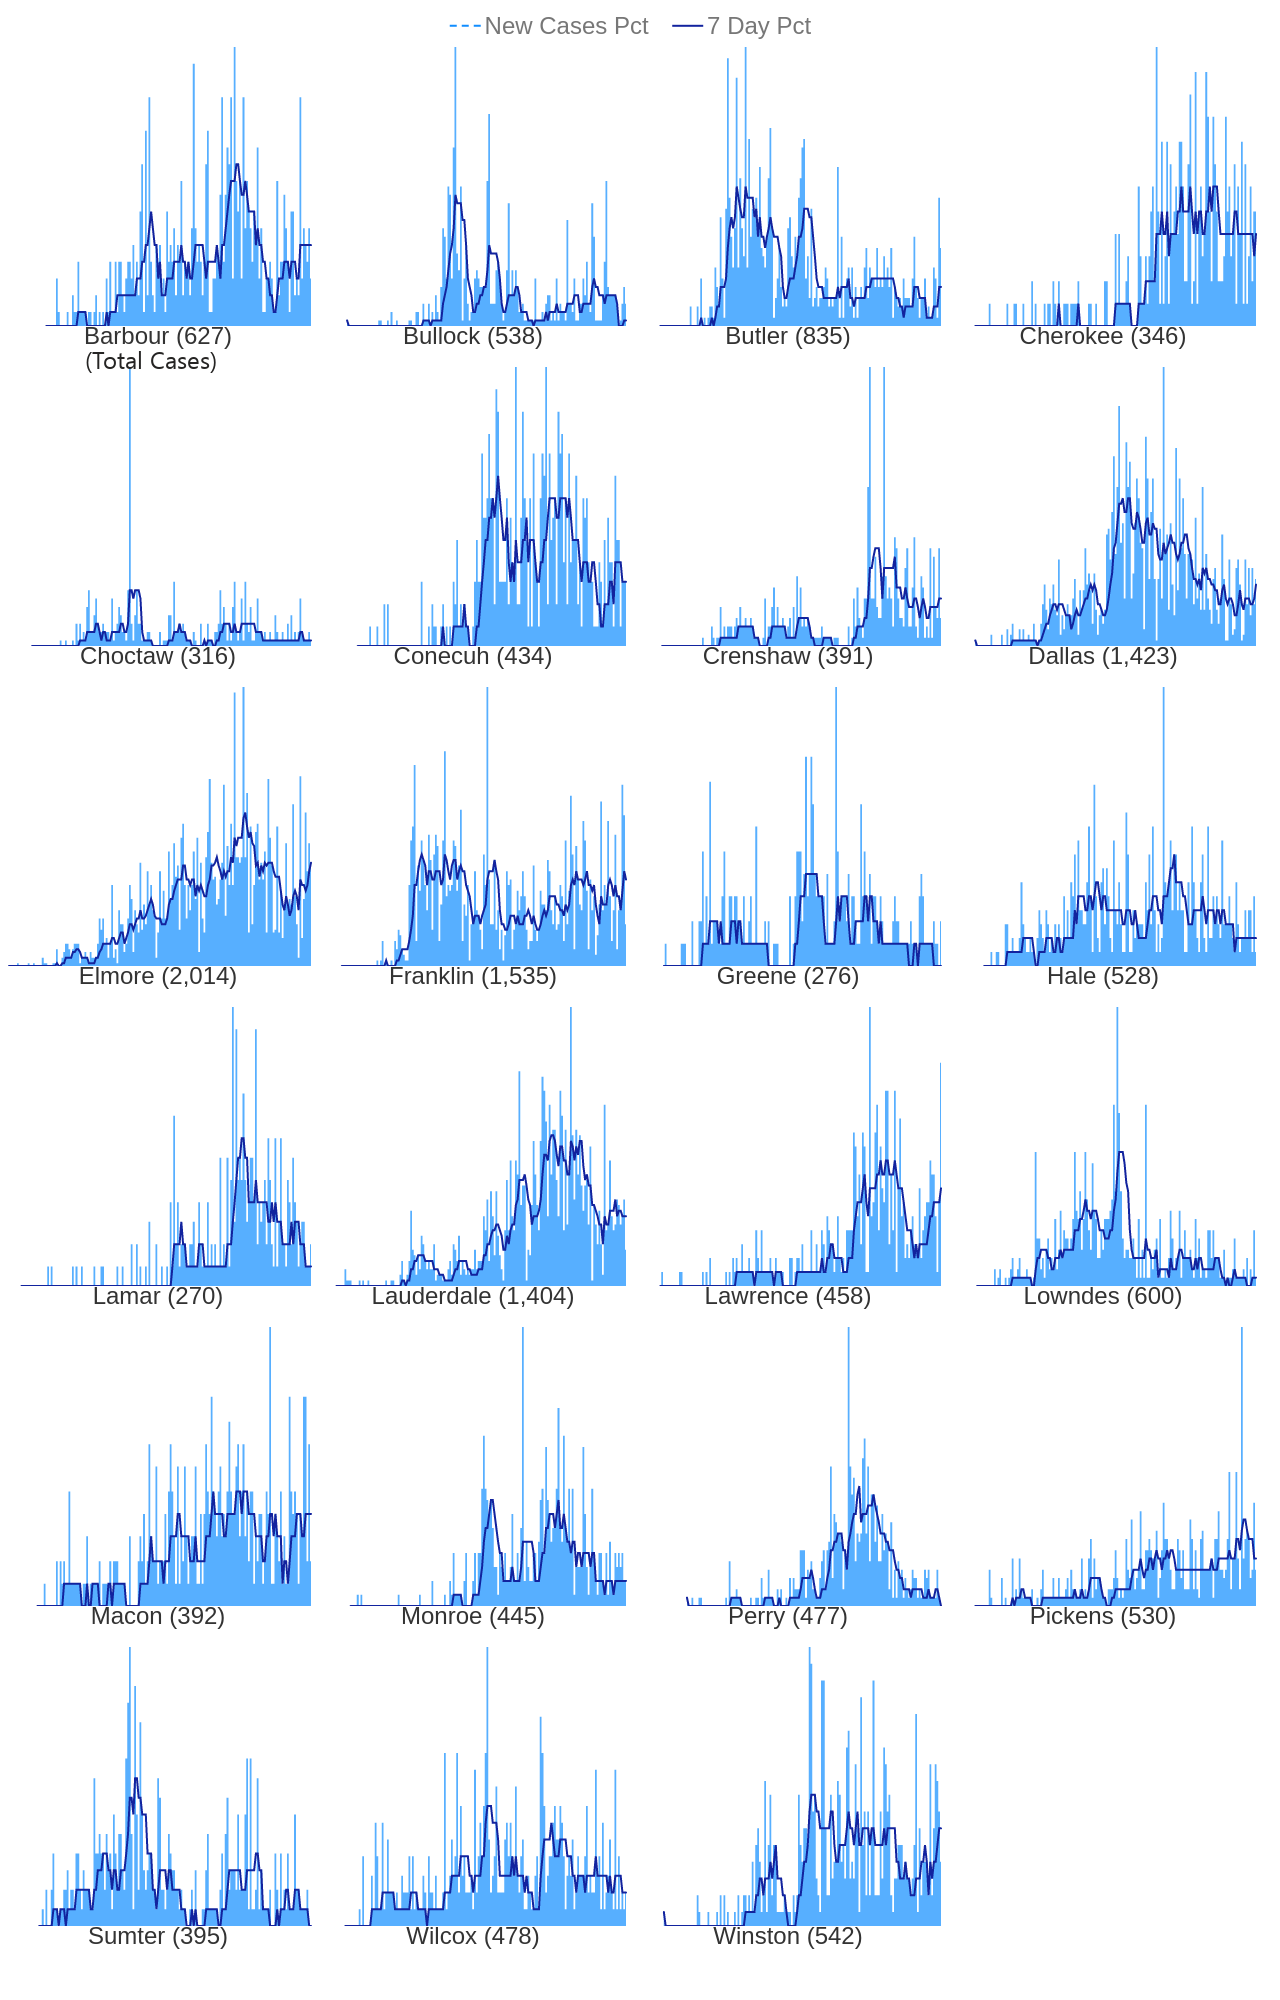 New Cases Pct 7 Day Pct
Barbour (627) Bullock (538) Butler (835) Cherokee (346)
(Total Cases)
Choctaw (316) Conecuh (434) Crenshaw (391) Dallas (1,423)
Elmore (2,014) Franklin (1,535) Greene (276) Hale (528)
Lamar (270) Lauderdale (1,404) Lawrence (458) Lowndes (600)
Macon (392) Monroe (445) Perry (477) Pickens (530)
Sumter (395) Wilcox (478) Winston (542)